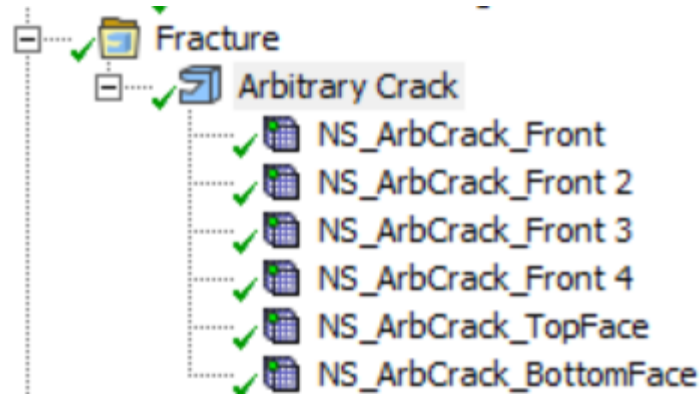 Fracture
Arbitrary Crack
NS_ArbCrack_Front
NS_ArbCrack_Front 2
NS_ArbCrack_Front 3
NS_ArbCrack_Front 4
NS_ArbCrack_TopFace
NS_ArbCrack_BottomFace